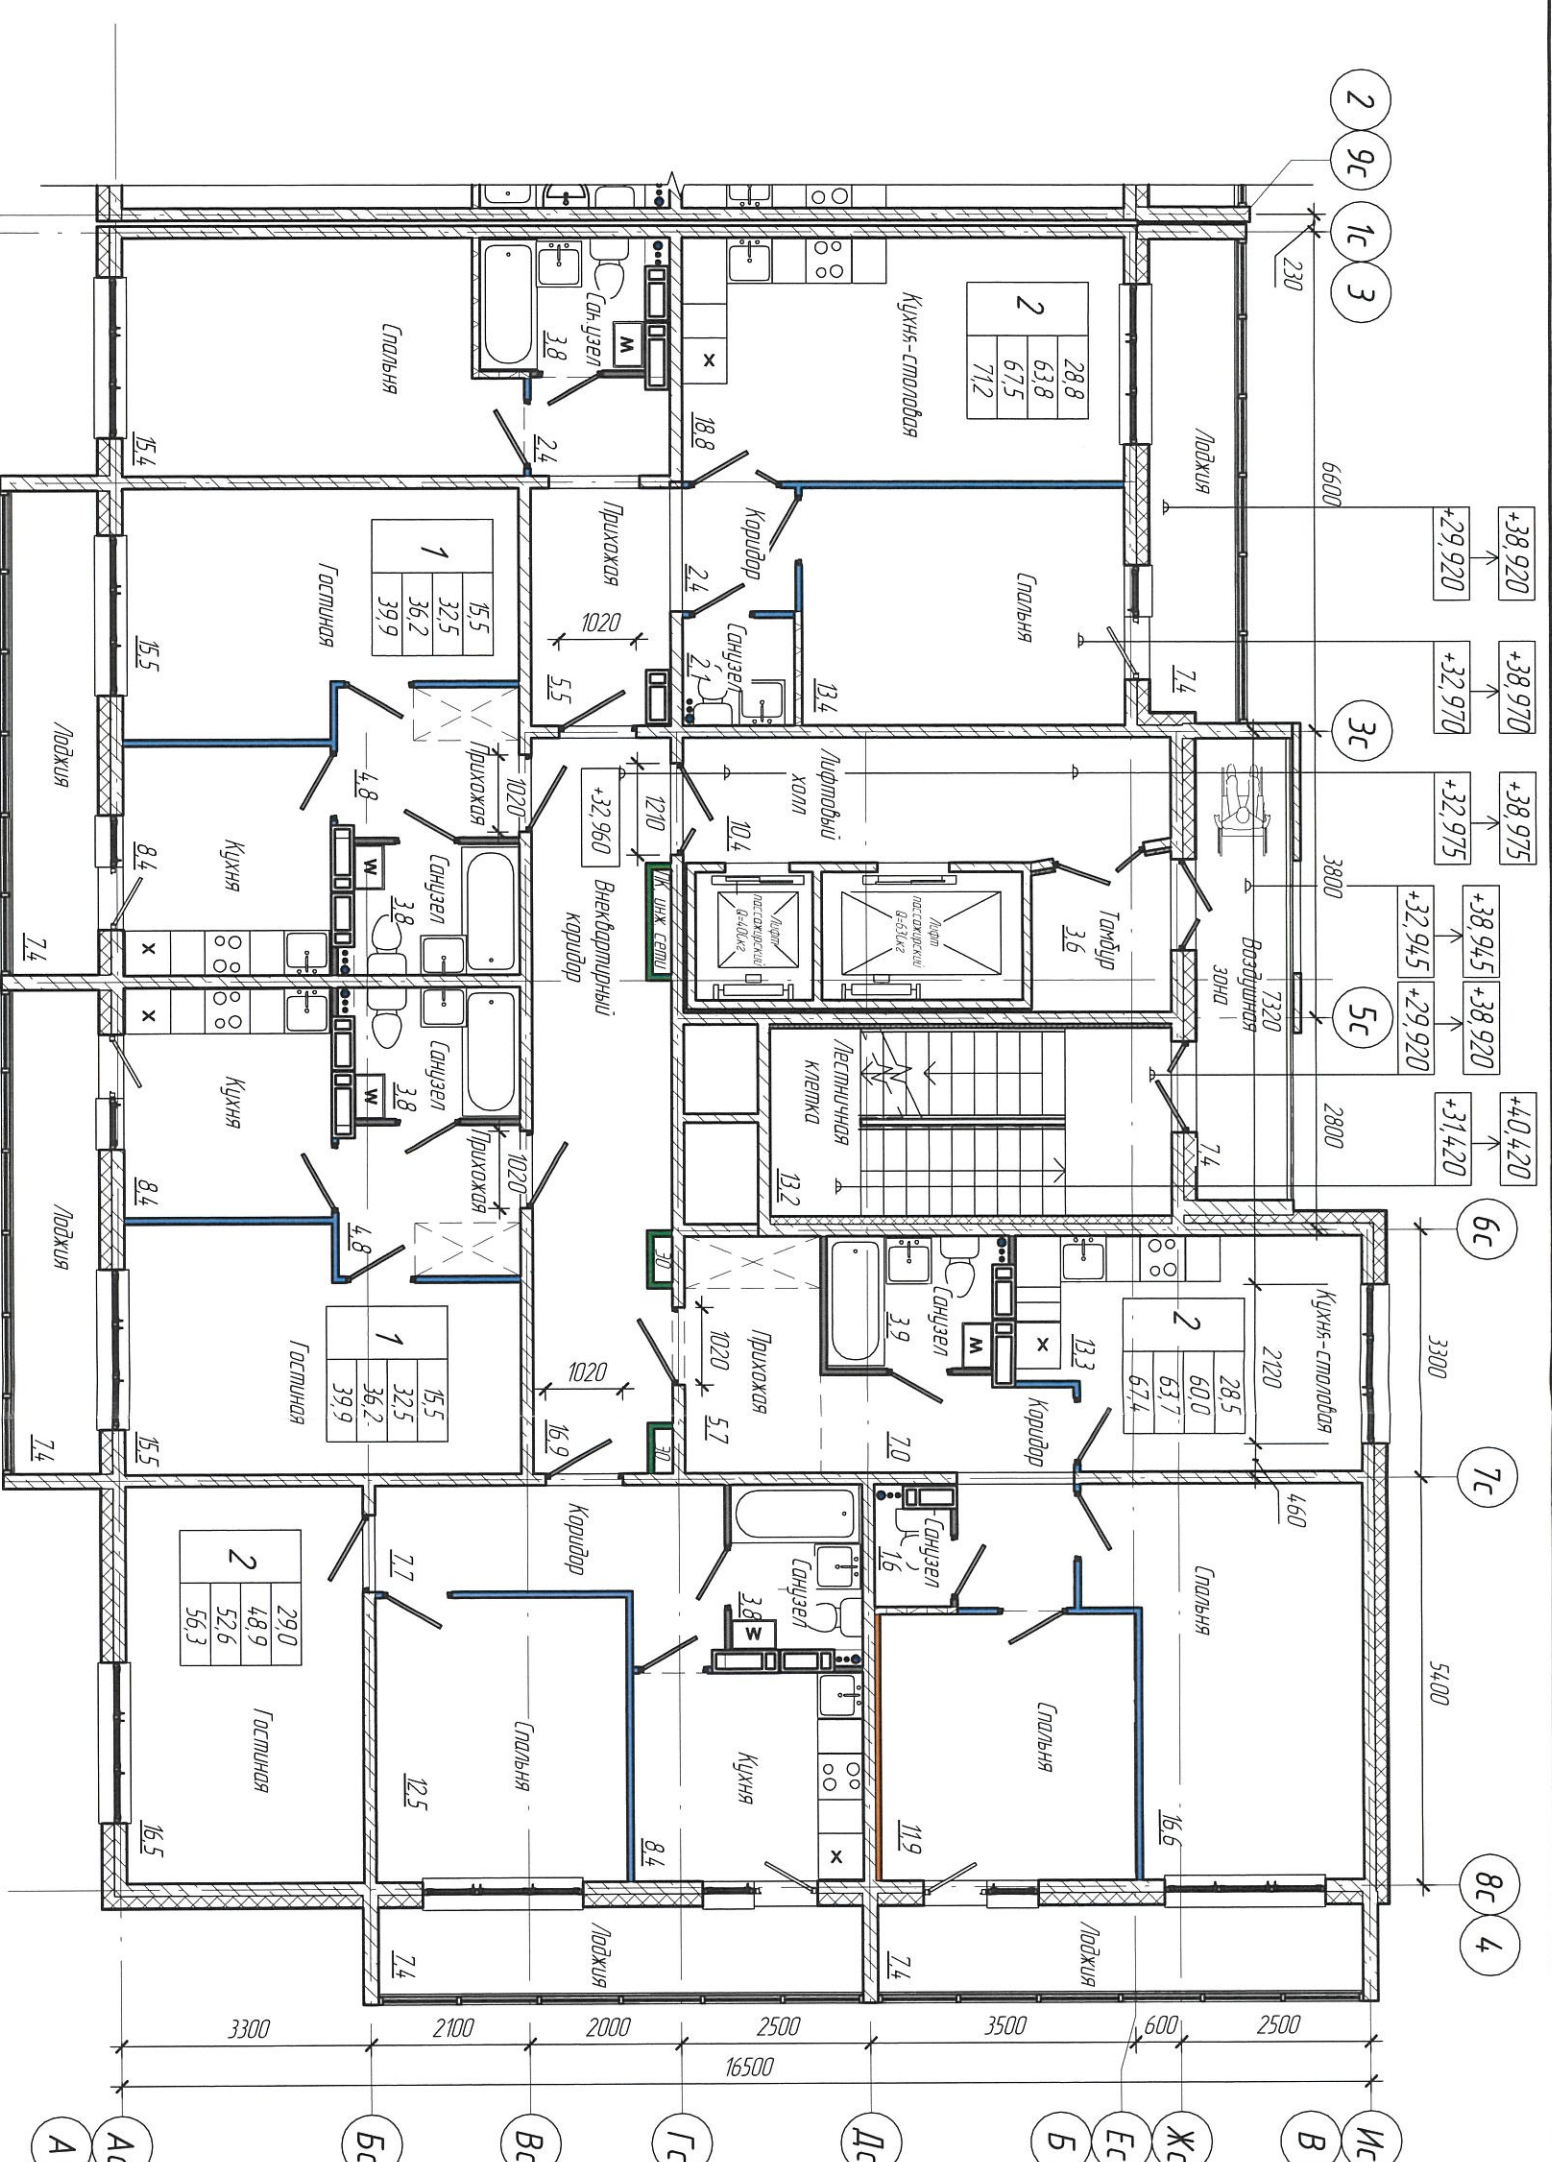 2
9с
1с
3
3с
5с
6с
7с
8с
4
230
6600
3800
2800
7320
3300
2120
460
5400
+38,920
+29,920
+38,970
+32,970
+38,975
+32,975
+38,945
+32,945
+38,920
+29,920
+40,420
+31,420
Лоджия
7.4
2
28,8
63,8
67,5
71,2
Кухня-столовая
18.8
Спальня
13.4
Коридор
2.4
Санузел
2.1
Сан.узел
3.8
W
X
2.4
Спальня
15.4
Прихожая
5.5
1020
1
15,5
32,5
36,2
39,9
Гостиная
15.5
Лоджия
7.4
Прихожая
4.8
1020
Кухня
8.4
Санузел
3.8
W
X
Лифтовый
холл
10.4
1210
+32,960
Внеквартирный
коридор
16.9
1020
ПК инж. сети
Лифт
пассажирский
Q=400кг
Лифт
пассажирский
Q=630кг
Тамбур
3.6
Воздушная
зона
7.4
Лестничная
клетка
13.2
Кухня
8.4
Санузел
3.8
W
X
Прихожая
4.8
1020
1
15,5
32,5
36,2
39,9
Гостиная
15.5
Лоджия
7.4
Кухня-столовая
13.3
2
28,5
60,0
63,7
67,4
Санузел
3.9
W
X
Прихожая
5.7
1020
Коридор
7.0
Санузел
1.6
Спальня
16.6
Спальня
11.9
Лоджия
7.4
Коридор
7.7
Санузел
3.8
W
Кухня
8.4
X
Спальня
12.5
2
29,0
48,9
52,6
56,3
Гостиная
16.5
Лоджия
7.4
3300
2100
2000
2500
3500
600
2500
16500
А
Бс
Вс
Гс
Дс
Б
Ес
Жс
В
Ис